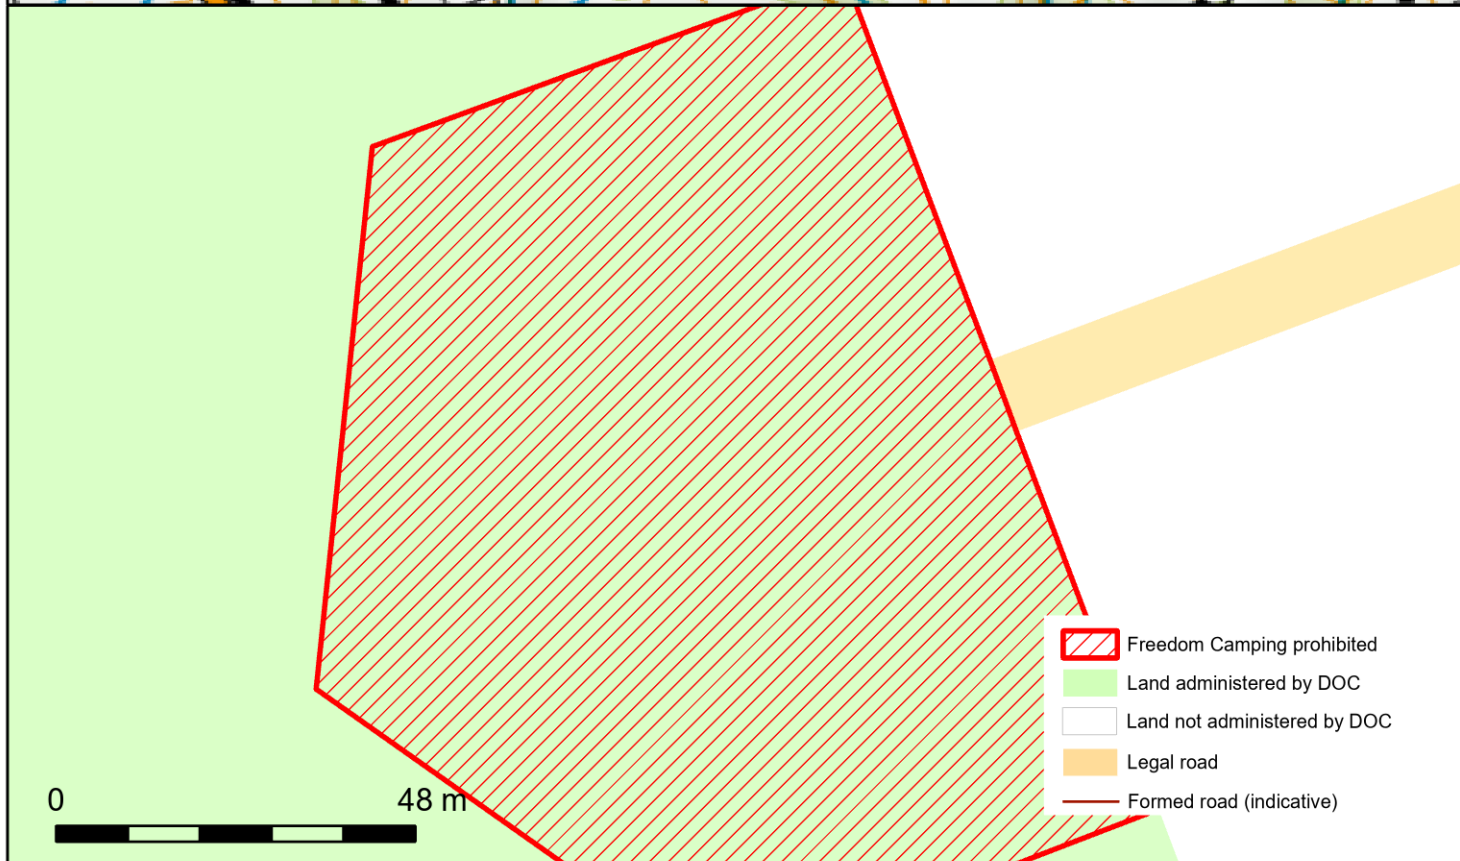 Freedom Camping prohibited
Land administered by DOC
Land not administered by DOC
Legal road
Formed road (indicative)
0 48 m